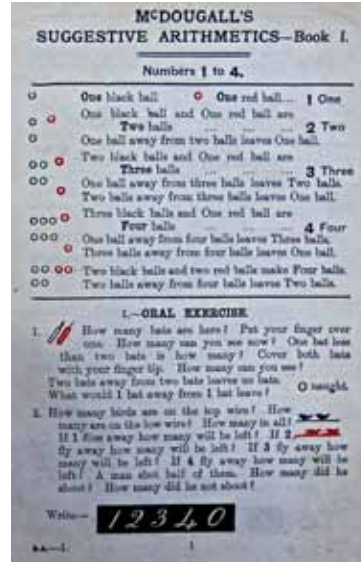 McDOUGALL'S
SUGGESTIVE ARITHMETICS—Book I.
Numbers 1 to 4.
One black ball One red ball... 1 One
One black ball and One red ball are
Two balls ... ... ... 2 Two
One ball away from two balls leaves One ball.
Two black balls and One red ball are
Three balls ... ... ... 3 Three
One ball away from three balls leaves Two balls.
Two balls away from three balls leaves One ball.
Three black balls and One red ball are
Four balls ... ... ... 4 Four
One ball away from four balls leaves Three balls.
Three balls away from four balls leaves One ball.
Two black balls and two red balls make Four balls.
Two balls away from four balls leaves Two balls.
I.—ORAL EXERCISE.
1. How many bats are here? Put your finger over
one. How many can you see now? One bat less
than two bats is how many? Cover both bats
with your finger tip. How many can you see?
Two bats away from two bats leaves no bats.
What would 1 bat away from 1 bat leave? O naught.
2. How many birds are on the top wire? How
many are on the low wire? How many in all?
If 1 flies away how many will be left? If 2
fly away how many will be left? If 3 fly away how
many will be left? If 4 fly away how many will be
left? A man shot half of them. How many did he
shoot? How many did he not shoot?
Write— 1 2 3 4 0
S.A.—I. 1